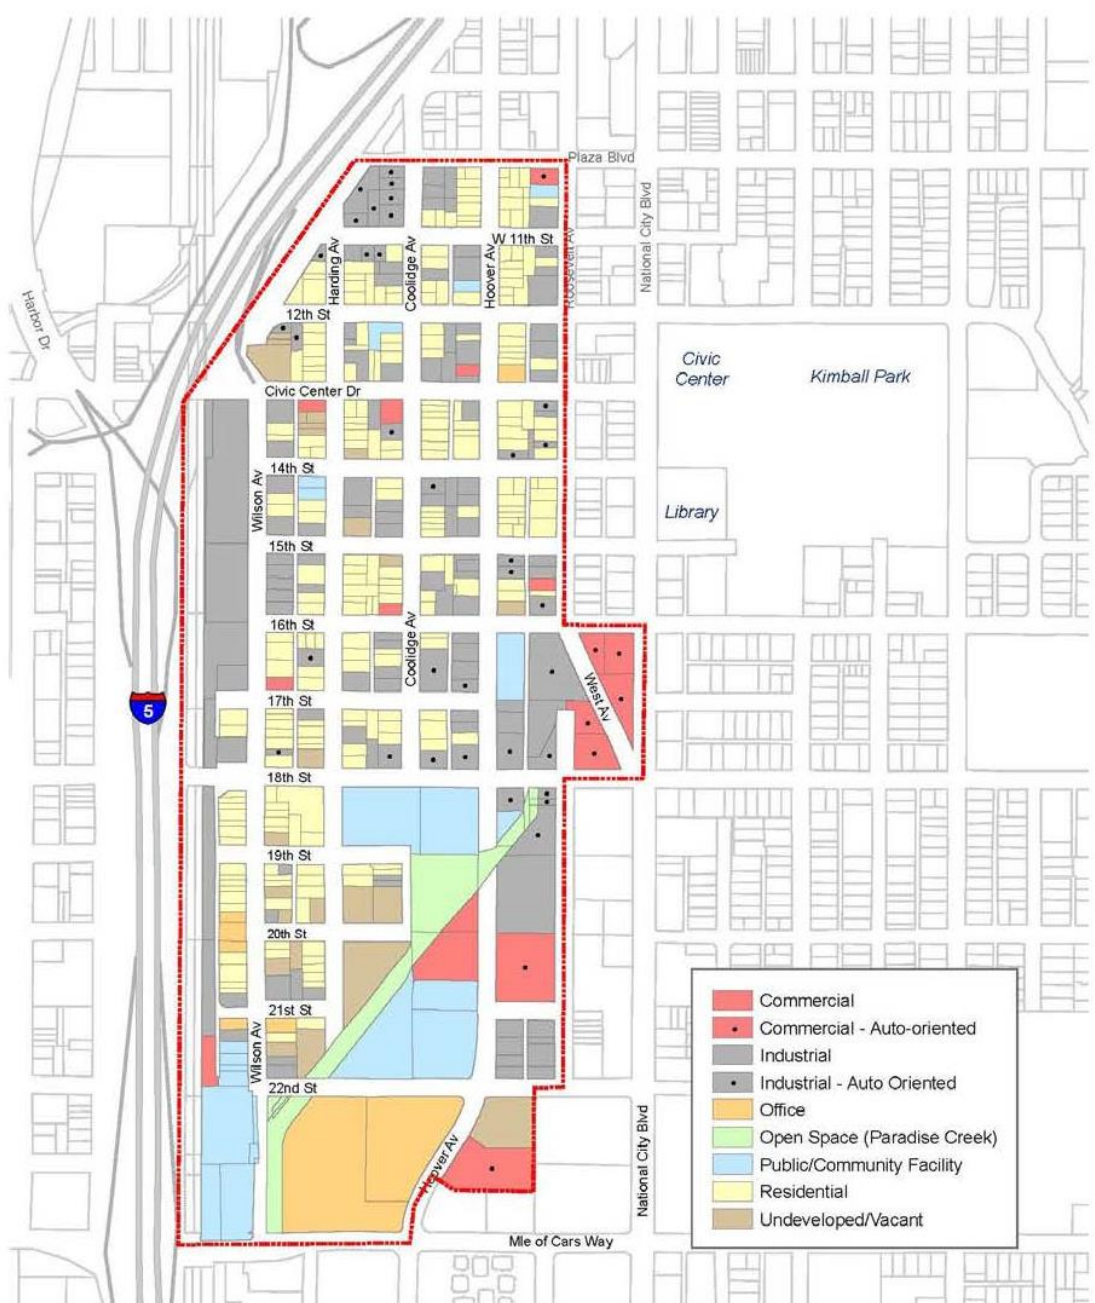 Plaza Blvd
W 11th St
Harding Av
Coolidge Av
Hoover Av
Roosevelt Av
National City Blvd
Harbor Dr
12th St
Civic
Center
Kimball Park
Civic Center Dr
14th St
Wilson Av
Library
15th St
16th St
Coolidge Av
17th St
West Av
5
18th St
19th St
20th St
21st St
Wilson Av
22nd St
Hoover Av
National City Blvd
Mle of Cars Way
Commercial
Commercial - Auto-oriented
Industrial
Industrial - Auto Oriented
Office
Open Space (Paradise Creek)
Public/Community Facility
Residential
Undeveloped/Vacant